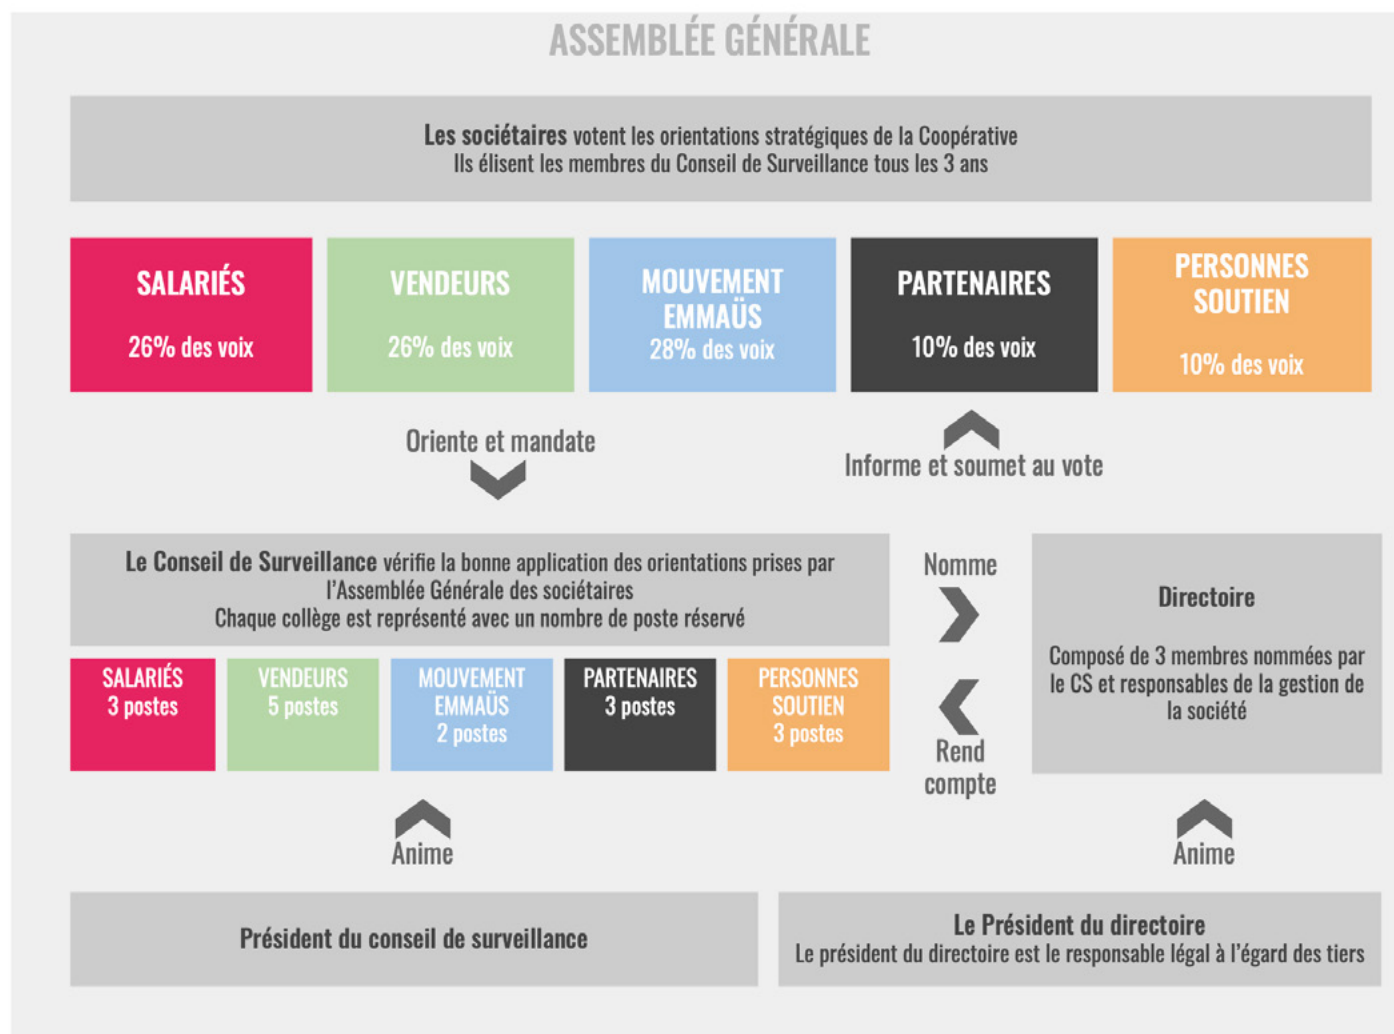 ASSEMBLÉE GÉNÉRALE
Les sociétaires votent les orientations stratégiques de la Coopérative
Ils élisent les membres du Conseil de Surveillance tous les 3 ans
SALARIÉS
26% des voix
VENDEURS
26% des voix
MOUVEMENT
EMMAÜS
28% des voix
PARTENAIRES
10% des voix
PERSONNES
SOUTIEN
10% des voix
Oriente et mandate
Informe et soumet au vote
Le Conseil de Surveillance vérifie la bonne application des orientations prises par
l'Assemblée Générale des sociétaires
Chaque collège est représenté avec un nombre de poste réservé
SALARIÉS
3 postes
VENDEURS
5 postes
MOUVEMENT
EMMAÜS
2 postes
PARTENAIRES
3 postes
PERSONNES
SOUTIEN
3 postes
Nomme
Rend
compte
Directoire
Composé de 3 membres nommées par
le CS et responsables de la gestion de
la société
Anime
Anime
Président du conseil de surveillance
Le Président du directoire
Le président du directoire est le responsable légal à l'égard des tiers